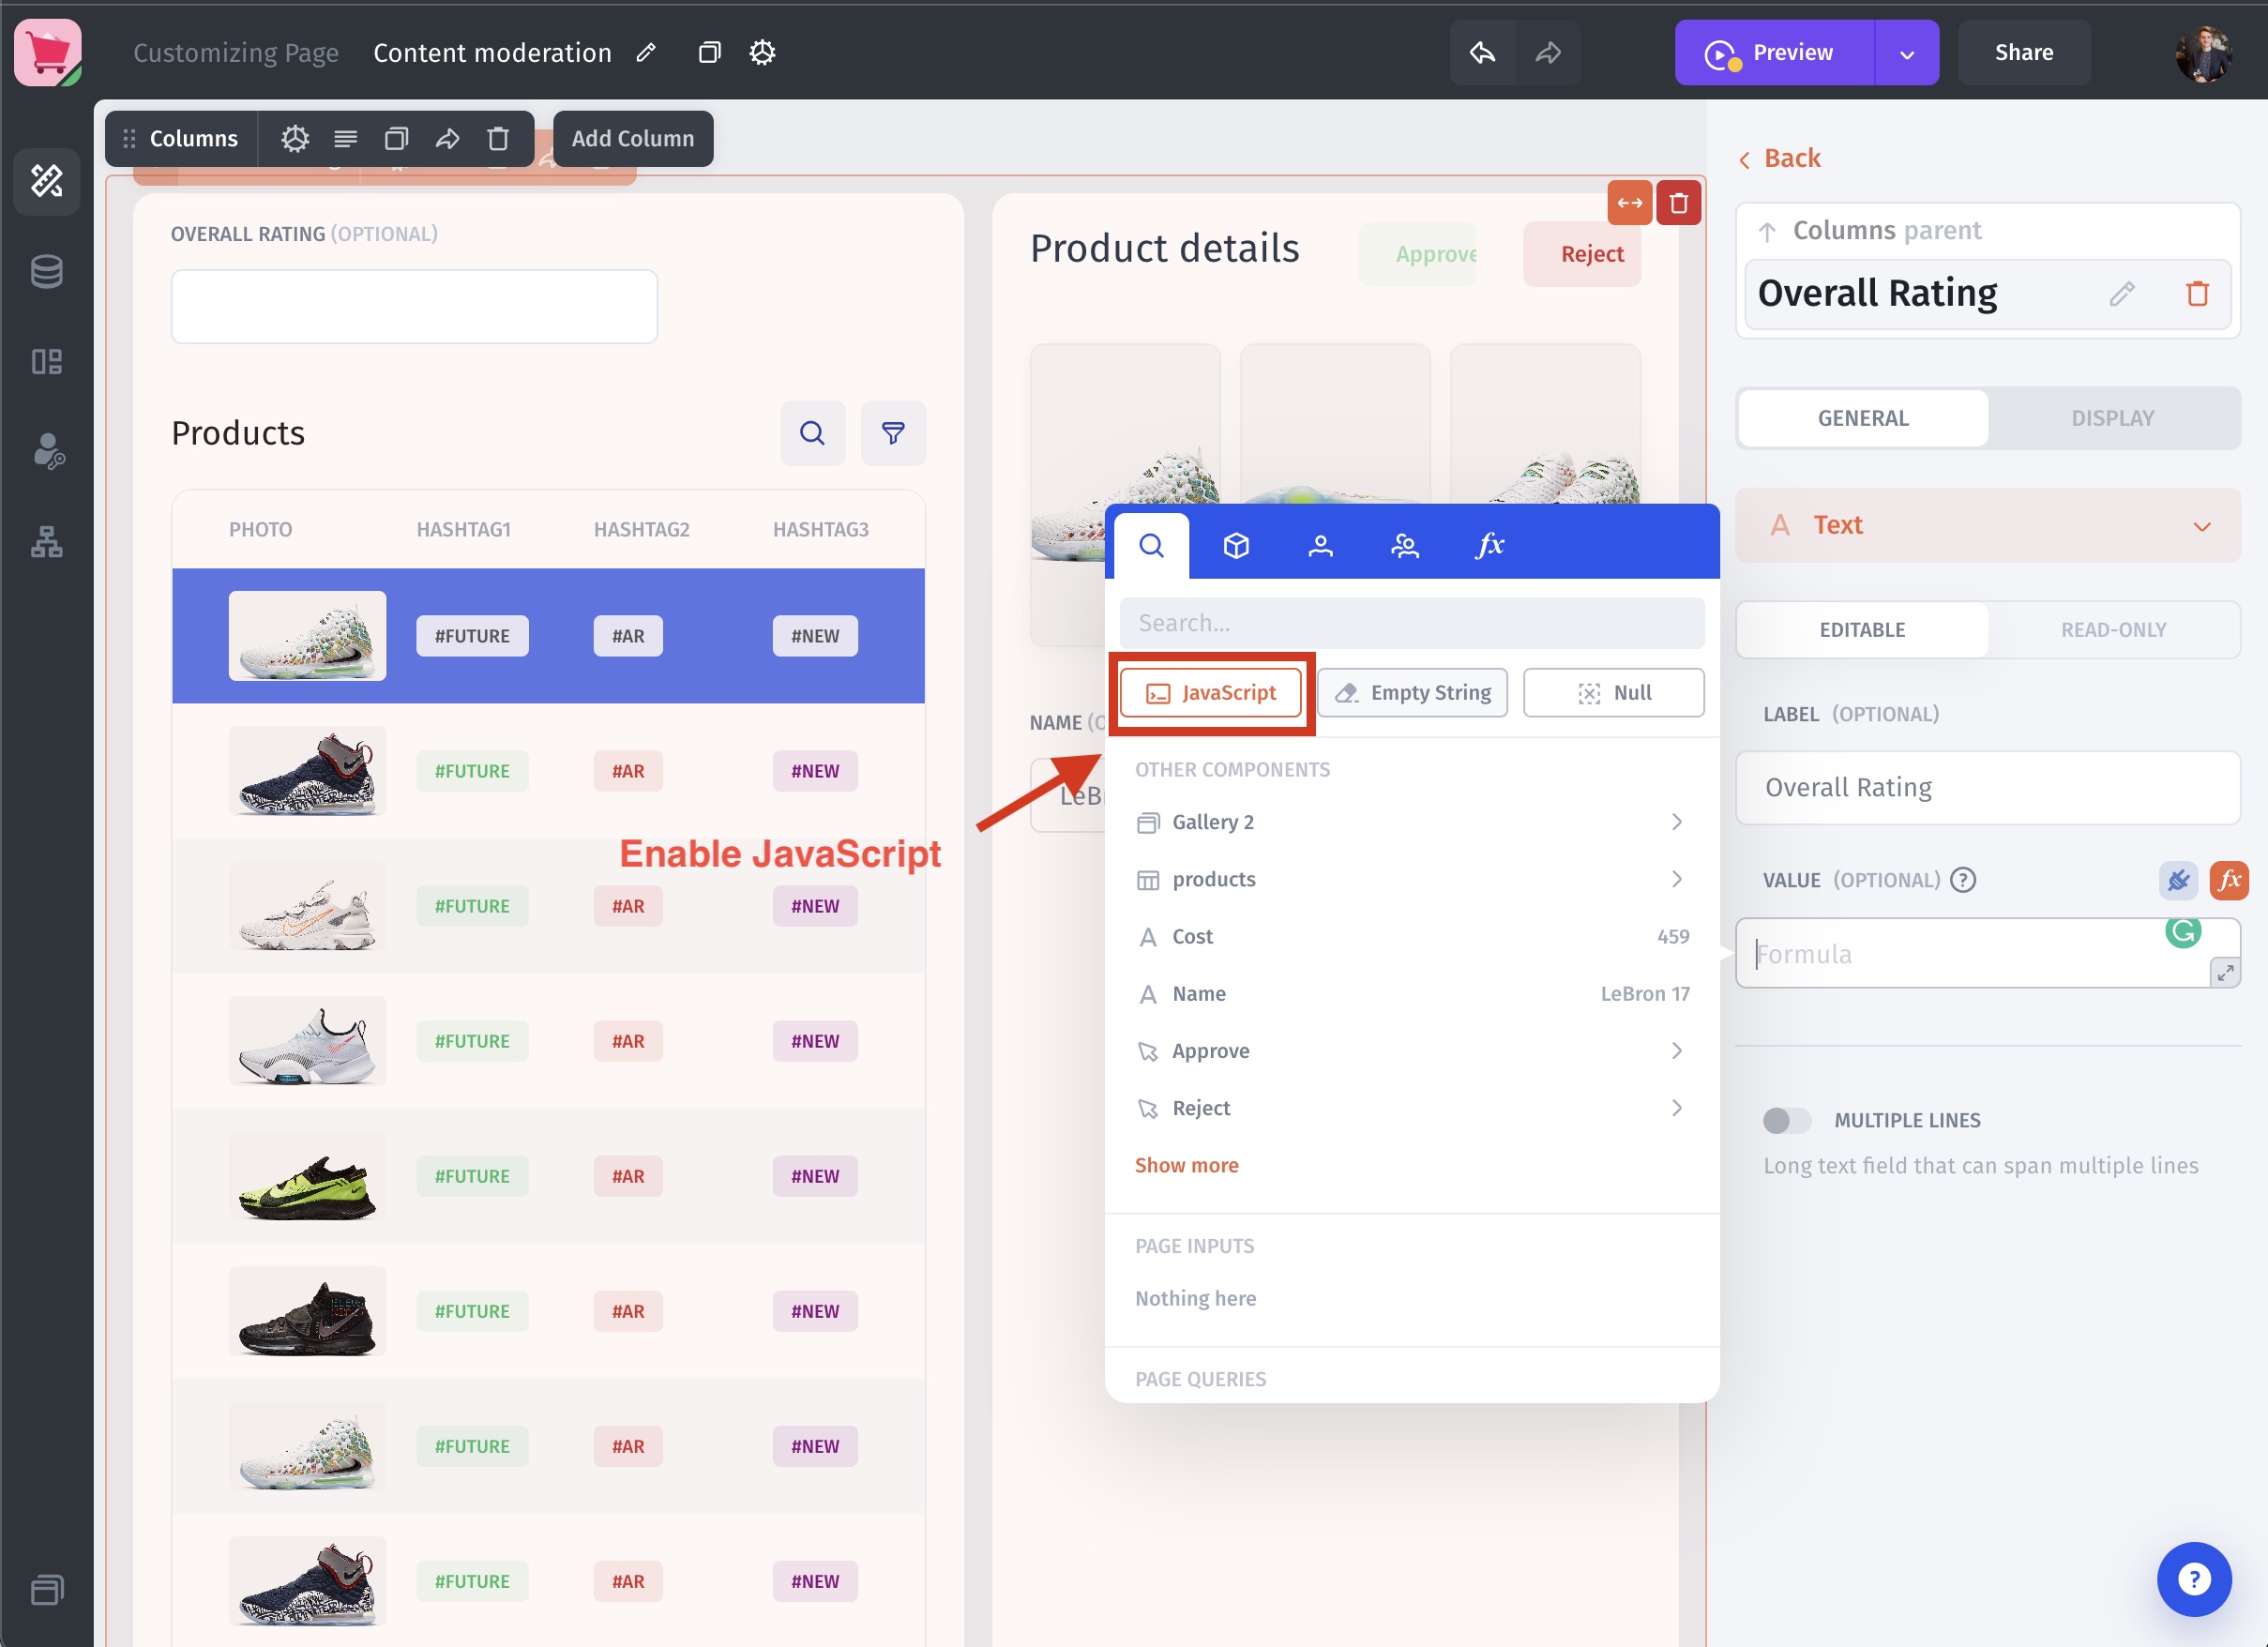 Customizing Page Content moderation
Preview
Share
Columns
Add Column
Back
Columns parent
Overall Rating
GENERAL DISPLAY
Text
EDITABLE READ-ONLY
LABEL (OPTIONAL)
Overall Rating
VALUE (OPTIONAL) ?
fx
Formula
MULTIPLE LINES
Long text field that can span multiple lines
OVERALL RATING (OPTIONAL)
Products
PHOTO HASHTAG1 HASHTAG2 HASHTAG3
#FUTURE #AR #NEW
#FUTURE #AR #NEW
#FUTURE #AR #NEW
#FUTURE #AR #NEW
#FUTURE #AR #NEW
#FUTURE #AR #NEW
#FUTURE #AR #NEW
#FUTURE #AR #NEW
Enable JavaScript
Product details
Approve
Reject
NAME
fx
Search...
JavaScript Empty String Null
OTHER COMPONENTS
Gallery 2
products
Cost 459
Name LeBron 17
Approve
Reject
Show more
PAGE INPUTS
Nothing here
PAGE QUERIES
?